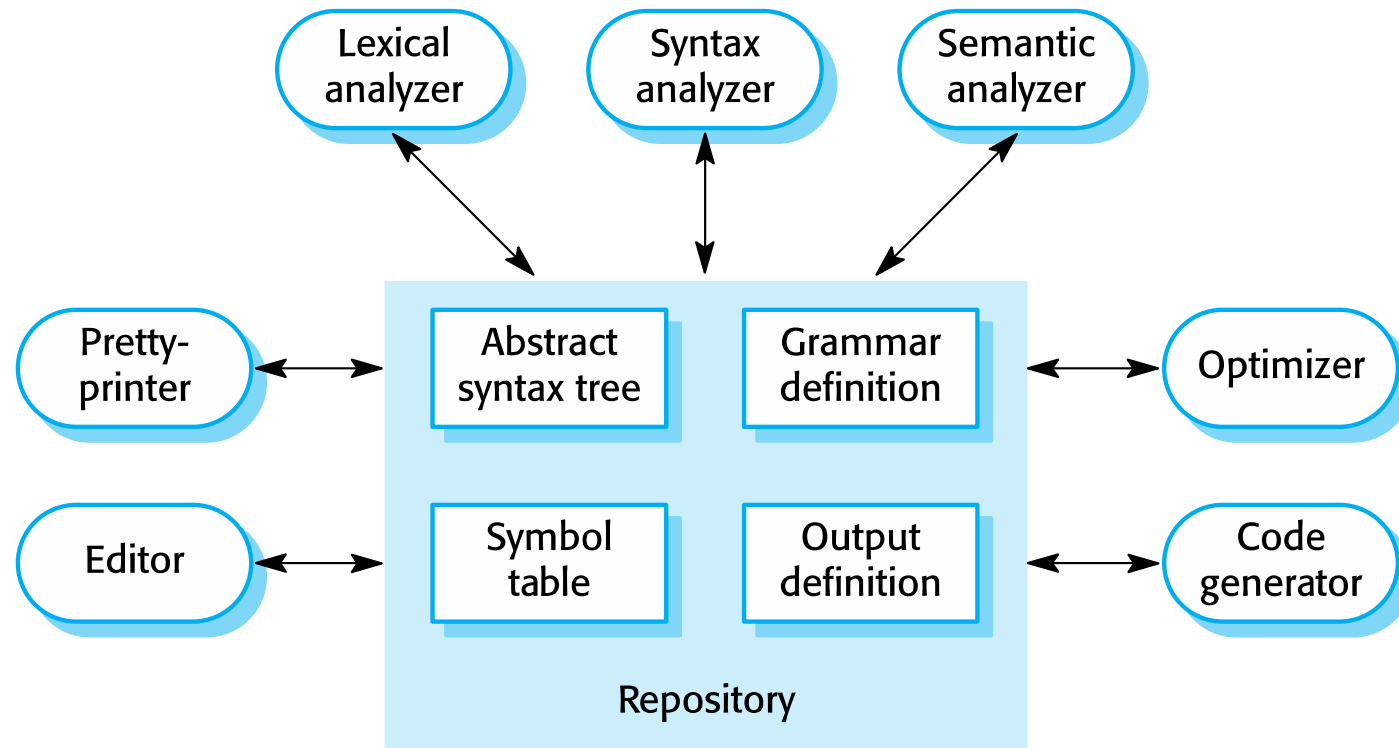 Lexical
analyzer
Syntax
analyzer
Semantic
analyzer
Pretty-
printer
Abstract
syntax tree
Grammar
definition
Optimizer
Editor
Symbol
table
Output
definition
Code
generator
Repository